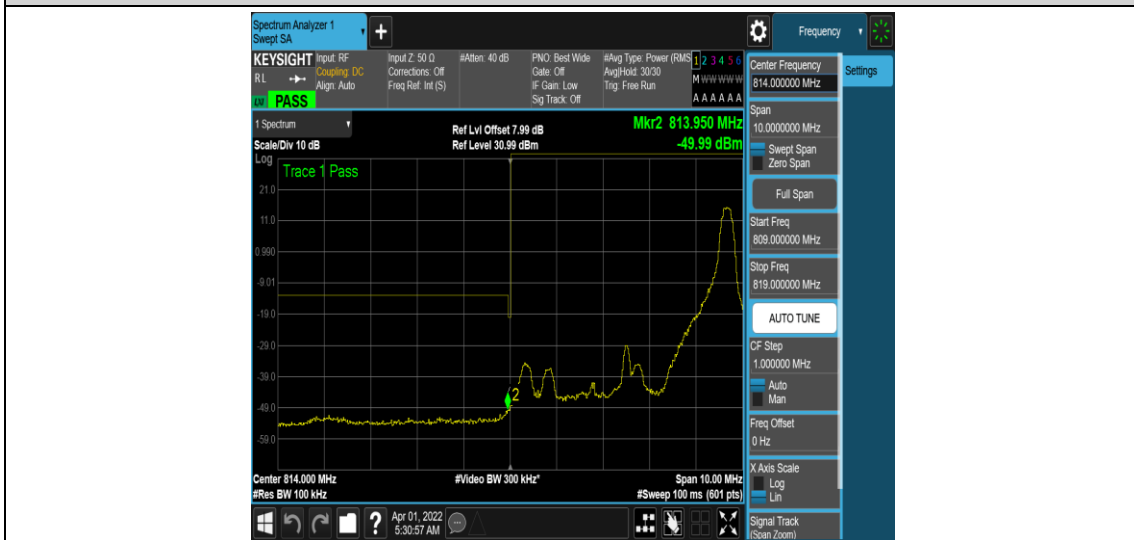 Spectrum Analyzer 1
Swept SA
Frequency
KEYSIGHT
RL
PASS
Input: RF
Coupling: DC
Align: Auto
Input Z: 50 Ω
Corrections: Off
Freq Ref: Int (S)
#Atten: 40 dB
PNO: Best Wide
Gate: Off
IF Gain: Low
Sig Track: Off
#Avg Type: Power (RMS
Avg|Hold: 30/30
Trig: Free Run
1 2 3 4 5 6
M W W W W W
A A A A A A
Center Frequency
814.000000 MHz
Settings
Span
10.0000000 MHz
Swept Span
Zero Span
Full Span
Start Freq
809.000000 MHz
Stop Freq
819.000000 MHz
AUTO TUNE
CF Step
1.000000 MHz
Auto
Man
Freq Offset
0 Hz
X Axis Scale
Log
Lin
Signal Track
(Span Zoom)
1 Spectrum
Scale/Div 10 dB
Ref Lvl Offset 7.99 dB
Ref Level 30.99 dBm
Mkr2 813.950 MHz
-49.99 dBm
Log
Trace 1 Pass
21.0
11.0
0.990
-9.01
-19.0
-29.0
-39.0
-49.0
-59.0
2
Center 814.000 MHz
#Res BW 100 kHz
#Video BW 300 kHz*
Span 10.00 MHz
#Sweep 100 ms (601 pts)
?
Apr 01, 2022
5:30:57 AM